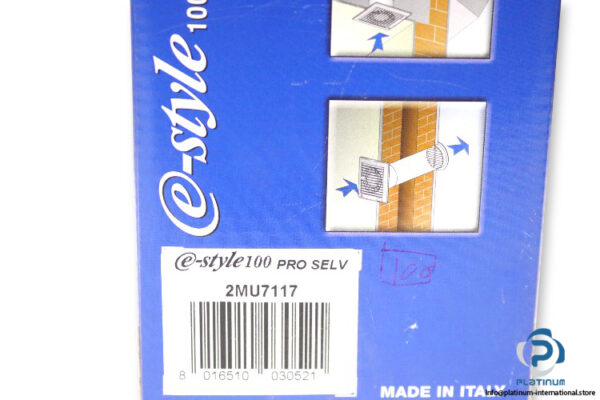 e-style 100
e-style 100 PRO SELV
2MU7117
8 016510 030521
100
MADE IN ITALY
PLATINUM
info@platinum-international.store